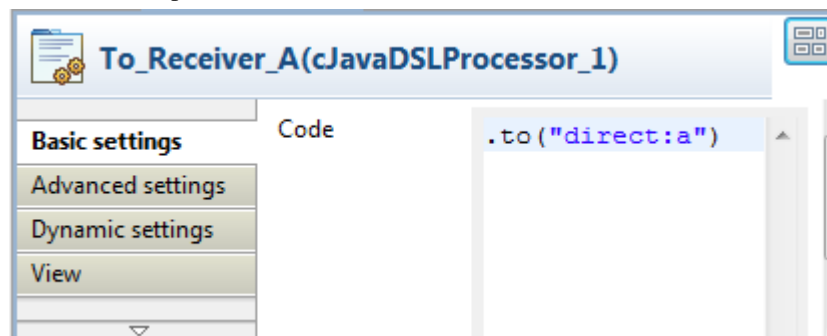 To_Receiver_A(cJavaDSLProcessor_1)
Basic settings
Code
.to("direct:a")
Advanced settings
Dynamic settings
View